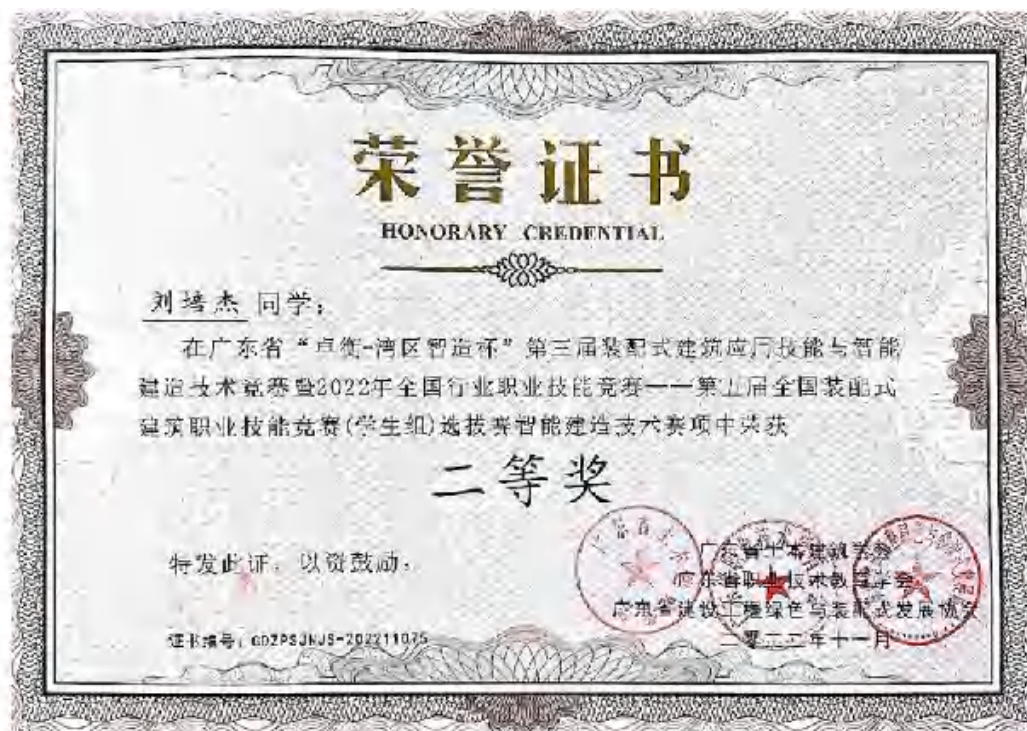 荣誉证书
HONORARY CREDENTIAL
刘培杰 同学：
在广东省“卓衡-湾区智造杯”第三届装配式建筑应用技能与智能
建造技术竞赛暨2022年全国行业职业技能竞赛——第五届全国装配式
建筑职业技能竞赛(学生组)选拔赛智能建造技术赛项中荣获
二等奖
特发此证，以资鼓励。
广东省土木建筑学会
广东省职业技术教育学会
广东省建设工程绿色与装配式发展协会
二零二二年十一月
证书编号：GDZPSJNJS-202211075